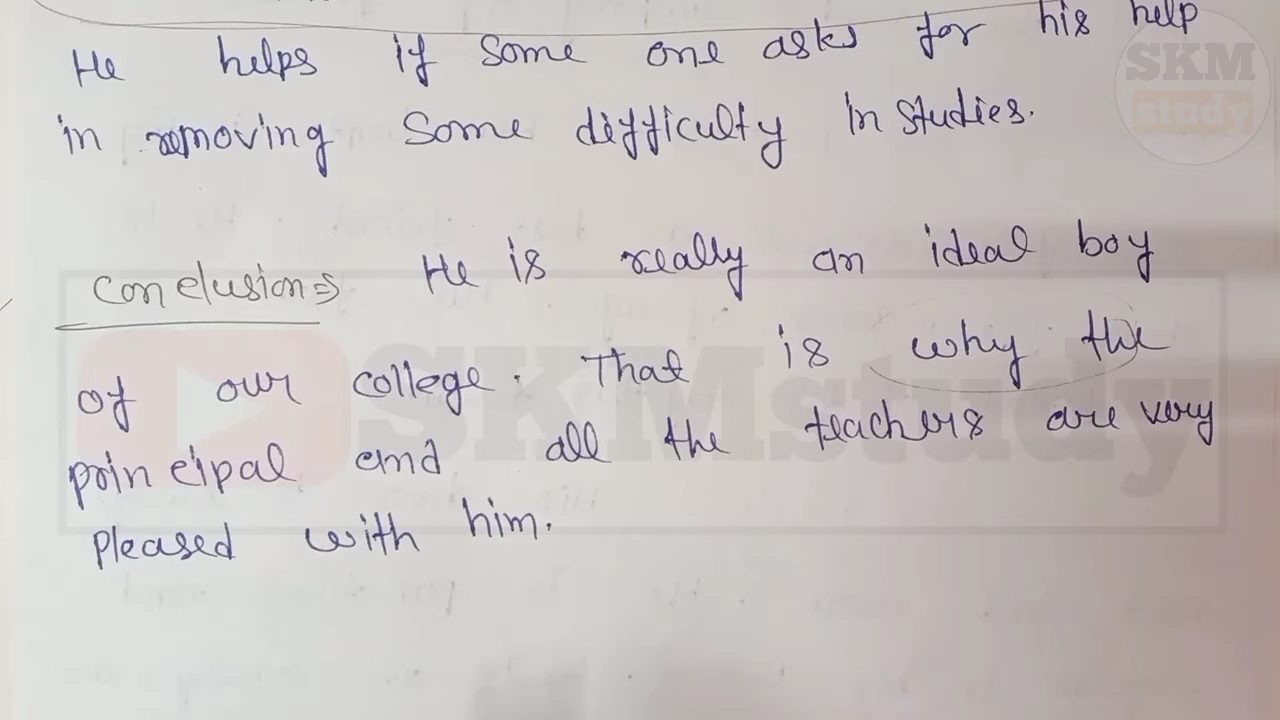 He helps if some one asks for his help
in removing some difficulty in studies.
Conclusion⇒ He is really an ideal boy
of our college. That is why the
principal and all the teachers are very
pleased with him.
SKM
study
SKMstudy